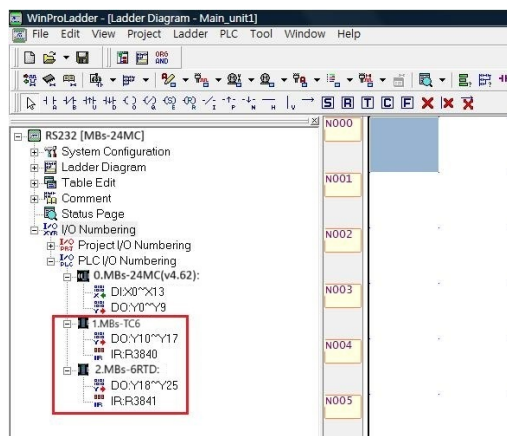 WinProLadder - [Ladder Diagram - Main_unit1]
File Edit View Project Ladder PLC Tool Window Help
ORG
AND
S R T C F
RS232 [MBs-24MC]
System Configuration
Ladder Diagram
Table Edit
Comment
Status Page
I/O Numbering
Project I/O Numbering
PLC I/O Numbering
0.MBs-24MC(v4.62):
DI:X0~X13
DO:Y0~Y9
1.MBs-TC6
DO:Y10~Y17
IR:R3840
2.MBs-6RTD:
DO:Y18~Y25
IR:R3841
N000
N001
N002
N003
N004
N005